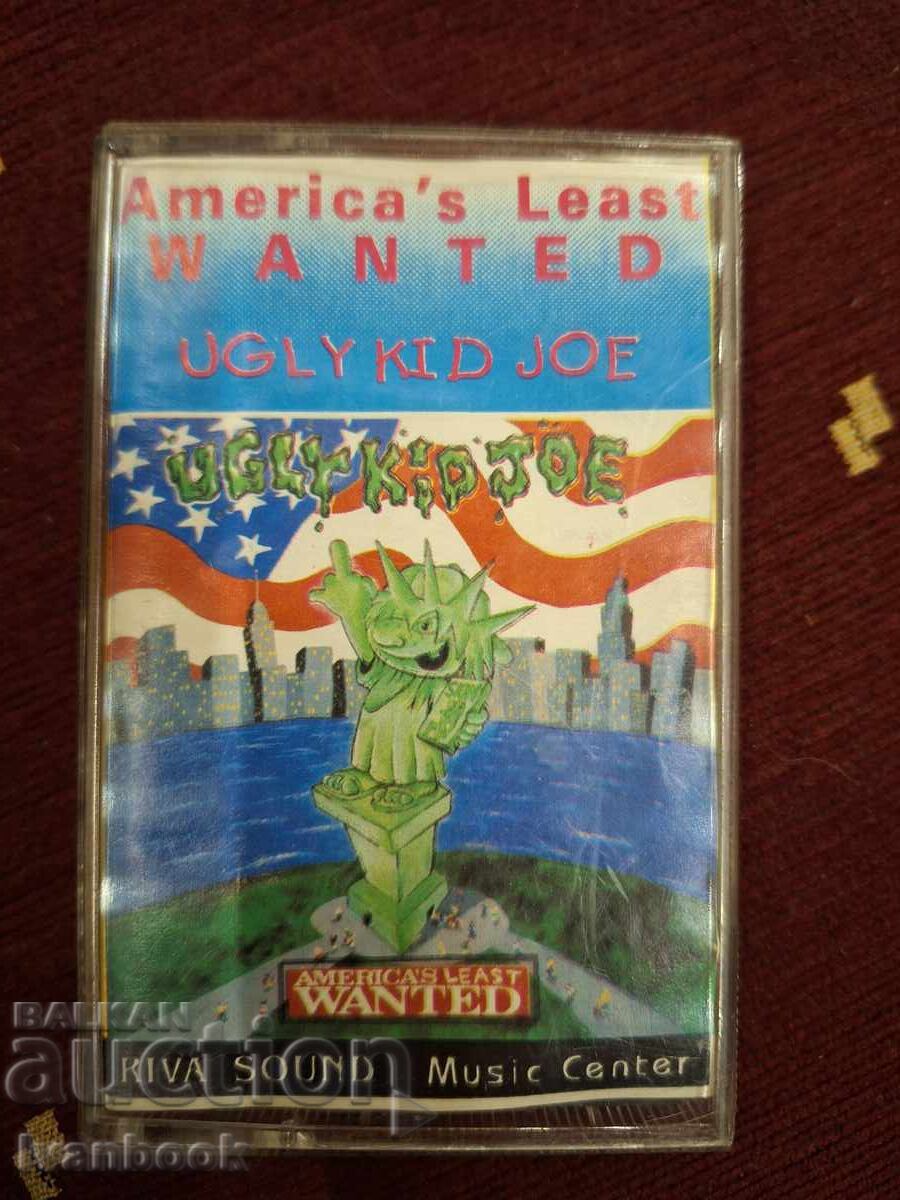 America's Least
WANTED
UGLY KID JOE
UGLY KiD JOE
AMERICA'S LEAST
WANTED
BALKAN
auction
RIVA SOUND Music Center
Ivanbook